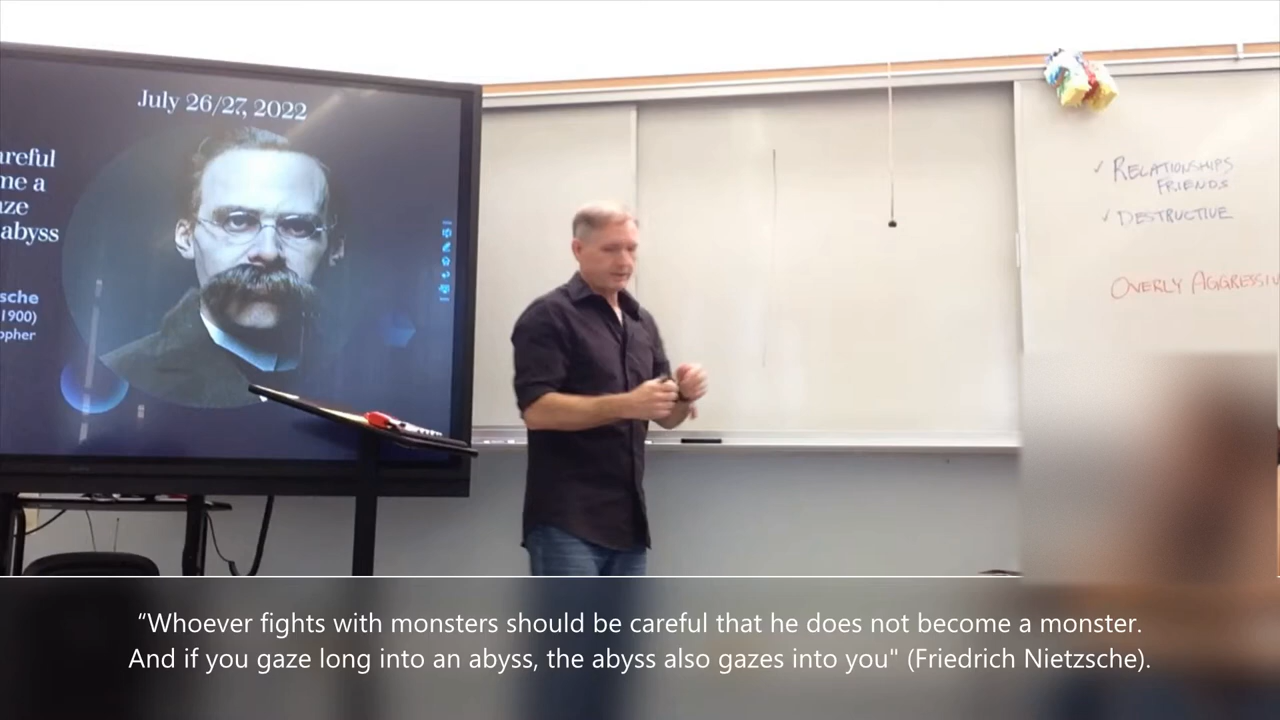 July 26/27, 2022
areful
me a
aze
abyss
sche
1900)
opher
✓ RELATIONSHIPS
FRIENDS
✓ DESTRUCTIVE
OVERLY AGGRESSIV
“Whoever fights with monsters should be careful that he does not become a monster.
And if you gaze long into an abyss, the abyss also gazes into you" (Friedrich Nietzsche).